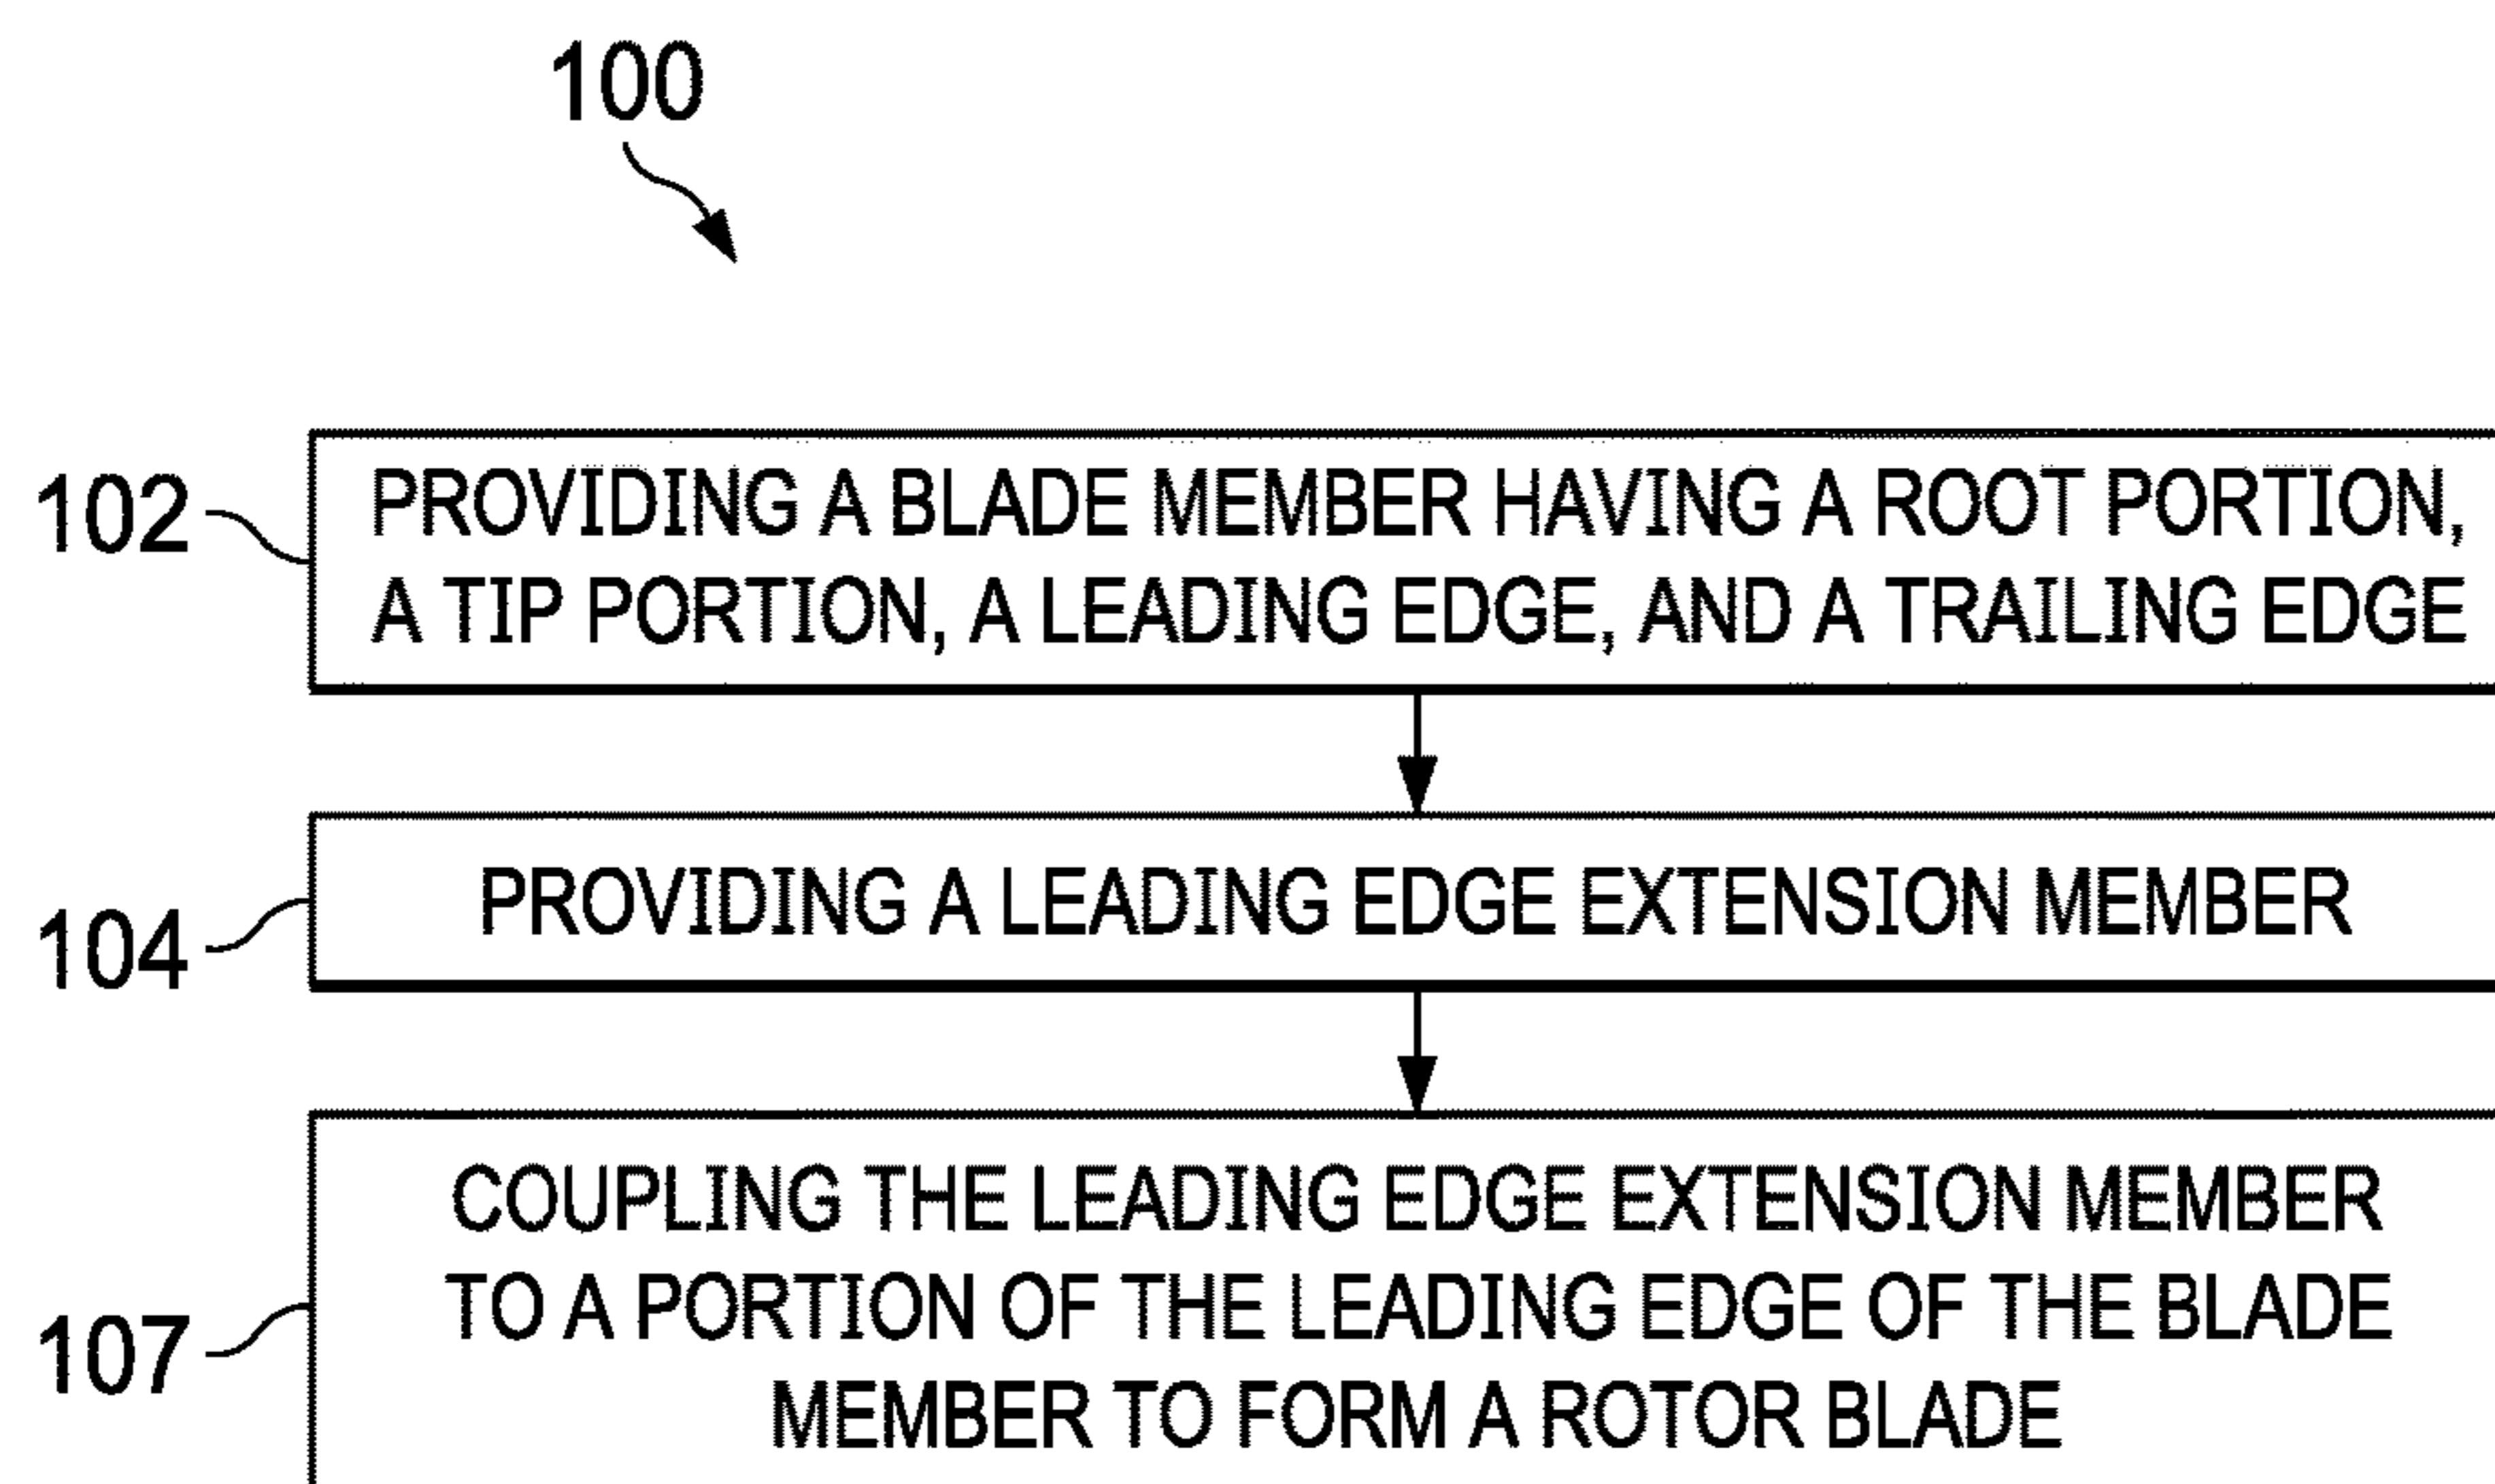 100
102
PROVIDING A BLADE MEMBER HAVING A ROOT PORTION,
A TIP PORTION, A LEADING EDGE, AND A TRAILING EDGE
104
PROVIDING A LEADING EDGE EXTENSION MEMBER
107
COUPLING THE LEADING EDGE EXTENSION MEMBER
TO A PORTION OF THE LEADING EDGE OF THE BLADE
MEMBER TO FORM A ROTOR BLADE